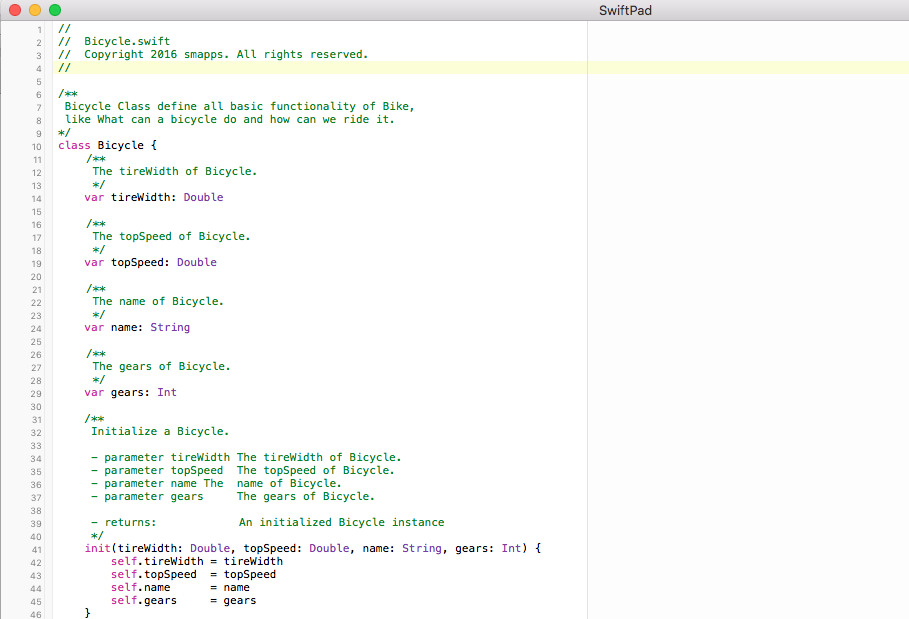 SwiftPad
1 //
2 //  Bicycle.swift
3 //  Copyright 2016 smapps. All rights reserved.
4 //
5
6 /**
7  Bicycle Class define all basic functionality of Bike,
8  like What can a bicycle do and how can we ride it.
9 */
10 class Bicycle {
11     /**
12      The tireWidth of Bicycle.
13      */
14     var tireWidth: Double
15
16     /**
17      The topSpeed of Bicycle.
18      */
19     var topSpeed: Double
20
21     /**
22      The name of Bicycle.
23      */
24     var name: String
25
26     /**
27      The gears of Bicycle.
28      */
29     var gears: Int
30
31     /**
32      Initialize a Bicycle.
33
34      - parameter tireWidth The tireWidth of Bicycle.
35      - parameter topSpeed  The topSpeed of Bicycle.
36      - parameter name The  name of Bicycle.
37      - parameter gears     The gears of Bicycle.
38
39      - returns:            An initialized Bicycle instance
40      */
41     init(tireWidth: Double, topSpeed: Double, name: String, gears: Int) {
42         self.tireWidth = tireWidth
43         self.topSpeed  = topSpeed
44         self.name      = name
45         self.gears     = gears
46     }